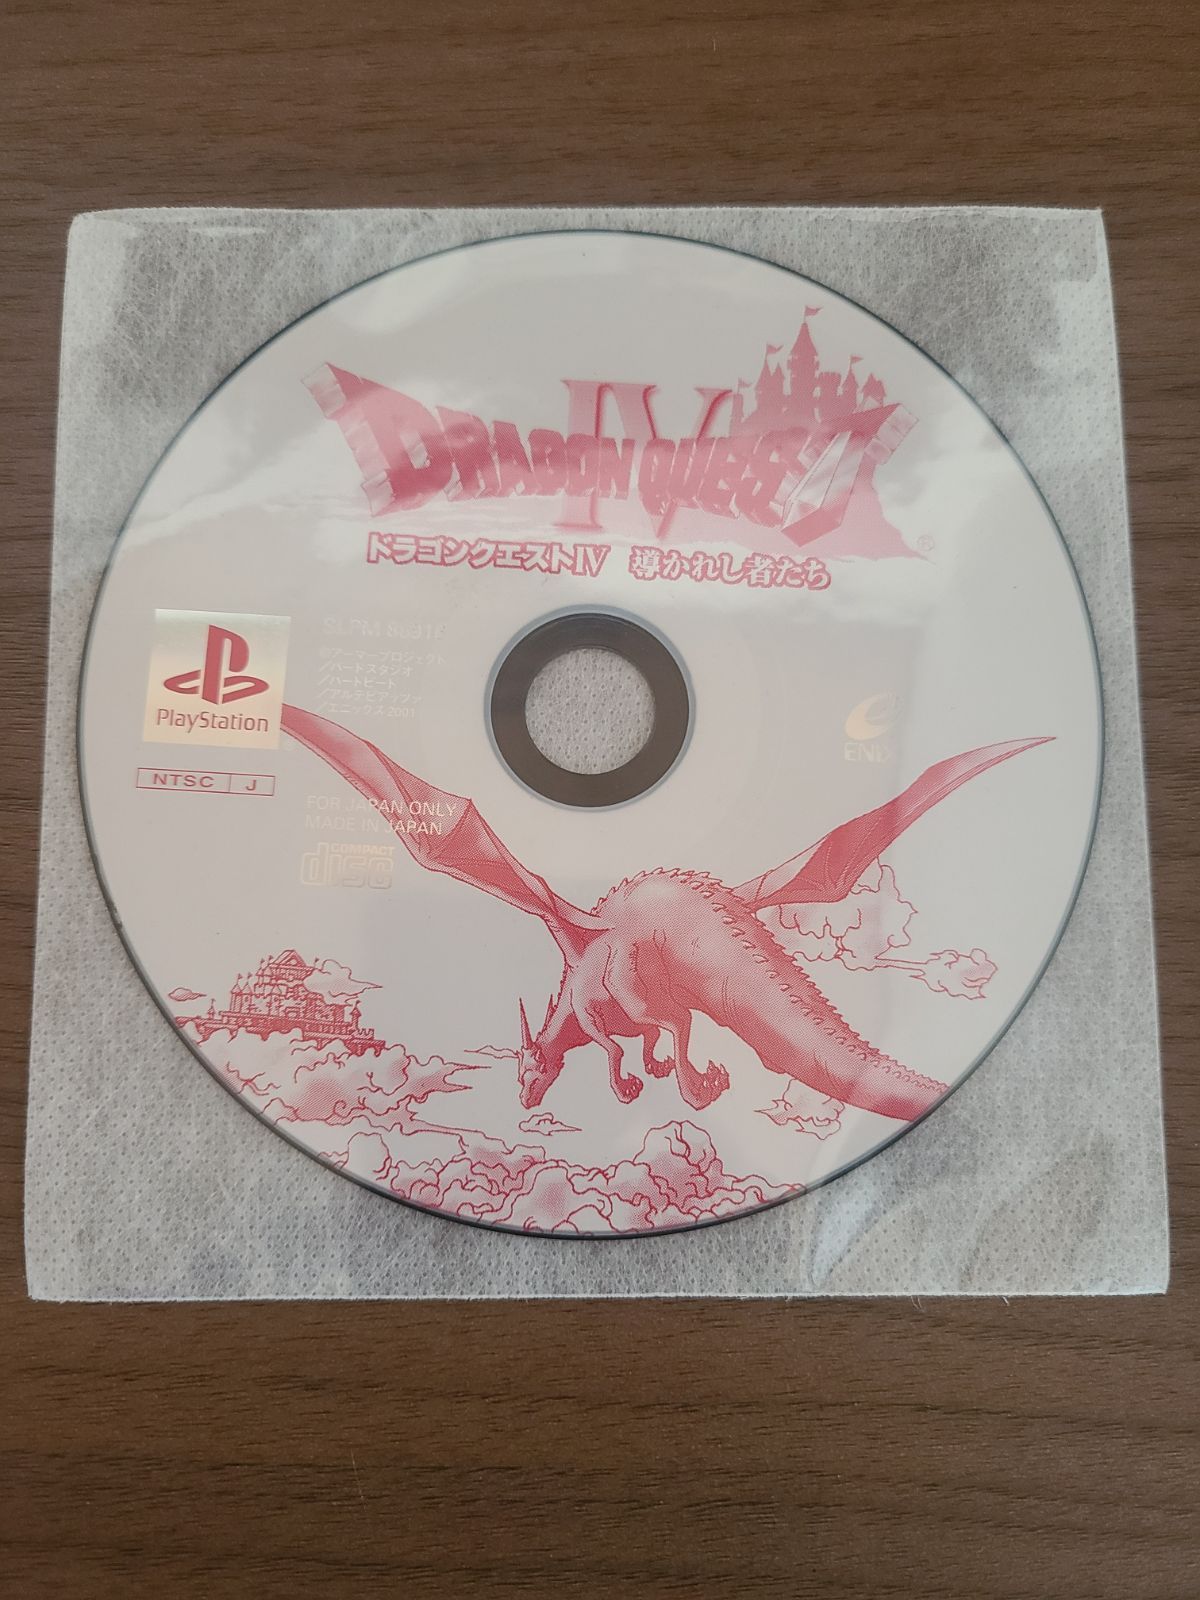 DRAGON QUEST IV
ドラゴンクエストIV 導かれし者たち
PlayStation
NTSC J
SLPM
©アーマープロジェクト
/バードスタジオ
/ハートビート
/アルテピアッツァ
/エニックス 2001
FOR JAPAN ONLY
MADE IN JAPAN
COMPACT
disc
ENIX
®